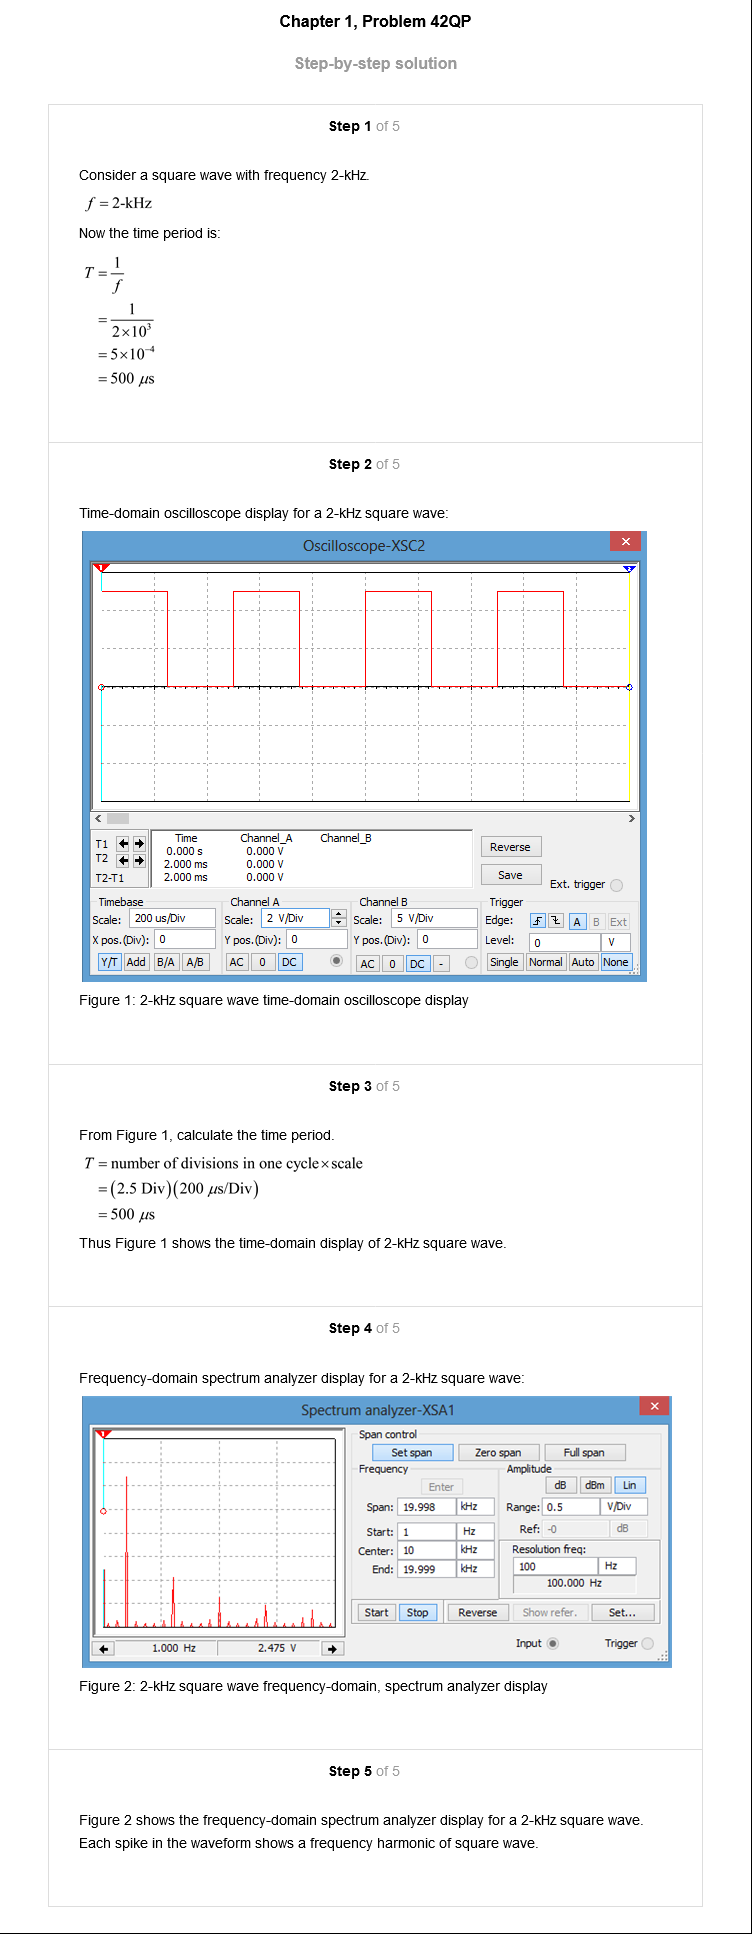 Chapter 1, Problem 42QP
Step-by-step solution
Step 1 of 5
Consider a square wave with frequency 2-kHz.
f = 2-kHz
Now the time period is:
T = 1/f
= 1/(2×10³)
= 5×10⁻⁴
= 500 μs
Step 2 of 5
Time-domain oscilloscope display for a 2-kHz square wave:
Oscilloscope-XSC2
T1
T2
T2-T1
Time Channel_A Channel_B
0.000 s 0.000 V
2.000 ms 0.000 V
2.000 ms 0.000 V
Reverse
Save
Ext. trigger
Timebase Channel A Channel B Trigger
Scale: 200 us/Div Scale: 2 V/Div Scale: 5 V/Div Edge: A B Ext
X pos.(Div): 0 Y pos.(Div): 0 Y pos.(Div): 0 Level: 0 V
Y/T Add B/A A/B AC 0 DC AC 0 DC - Single Normal Auto None
Figure 1: 2-kHz square wave time-domain oscilloscope display
Step 3 of 5
From Figure 1, calculate the time period.
T = number of divisions in one cycle×scale
= (2.5 Div)(200 μs/Div)
= 500 μs
Thus Figure 1 shows the time-domain display of 2-kHz square wave.
Step 4 of 5
Frequency-domain spectrum analyzer display for a 2-kHz square wave:
Spectrum analyzer-XSA1
Span control
Set span Zero span Full span
Frequency Amplitude
Enter dB dBm Lin
Span: 19.998 kHz Range: 0.5 V/Div
Start: 1 Hz Ref: -0 dB
Center: 10 kHz Resolution freq:
End: 19.999 kHz 100 Hz
100.000 Hz
Start Stop Reverse Show refer. Set...
1.000 Hz 2.475 V Input Trigger
Figure 2: 2-kHz square wave frequency-domain, spectrum analyzer display
Step 5 of 5
Figure 2 shows the frequency-domain spectrum analyzer display for a 2-kHz square wave.
Each spike in the waveform shows a frequency harmonic of square wave.